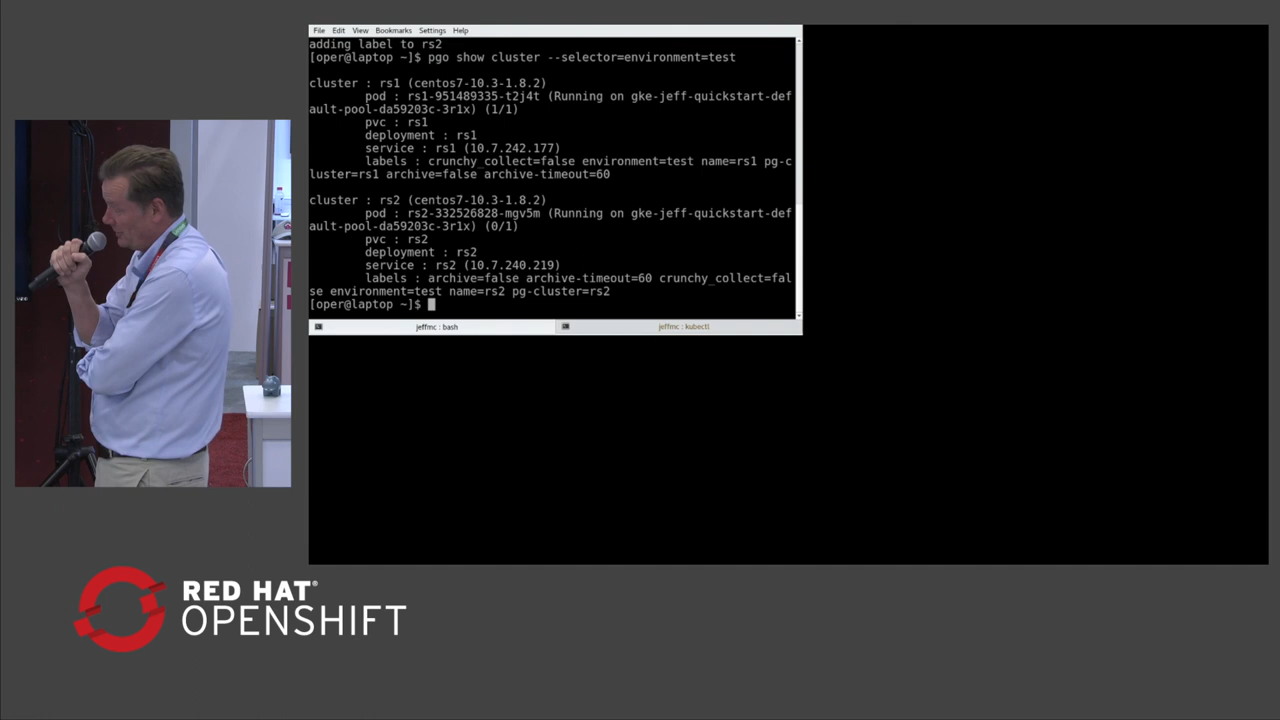 File Edit View Bookmarks Settings Help
adding label to rs2
[oper@laptop ~]$ pgo show cluster --selector=environment=test
cluster : rs1 (centos7-10.3-1.8.2)
pod : rs1-951489335-t2j4t (Running on gke-jeff-quickstart-def
ault-pool-da59203c-3r1x) (1/1)
pvc : rs1
deployment : rs1
service : rs1 (10.7.242.177)
labels : crunchy_collect=false environment=test name=rs1 pg-c
luster=rs1 archive=false archive-timeout=60
cluster : rs2 (centos7-10.3-1.8.2)
pod : rs2-332526828-mgv5m (Running on gke-jeff-quickstart-def
ault-pool-da59203c-3r1x) (0/1)
pvc : rs2
deployment : rs2
service : rs2 (10.7.240.219)
labels : archive=false archive-timeout=60 crunchy_collect=fal
se environment=test name=rs2 pg-cluster=rs2
[oper@laptop ~]$
jeffmc : bash
jeffmc : kubectl
RED HAT®
OPENSHIFT